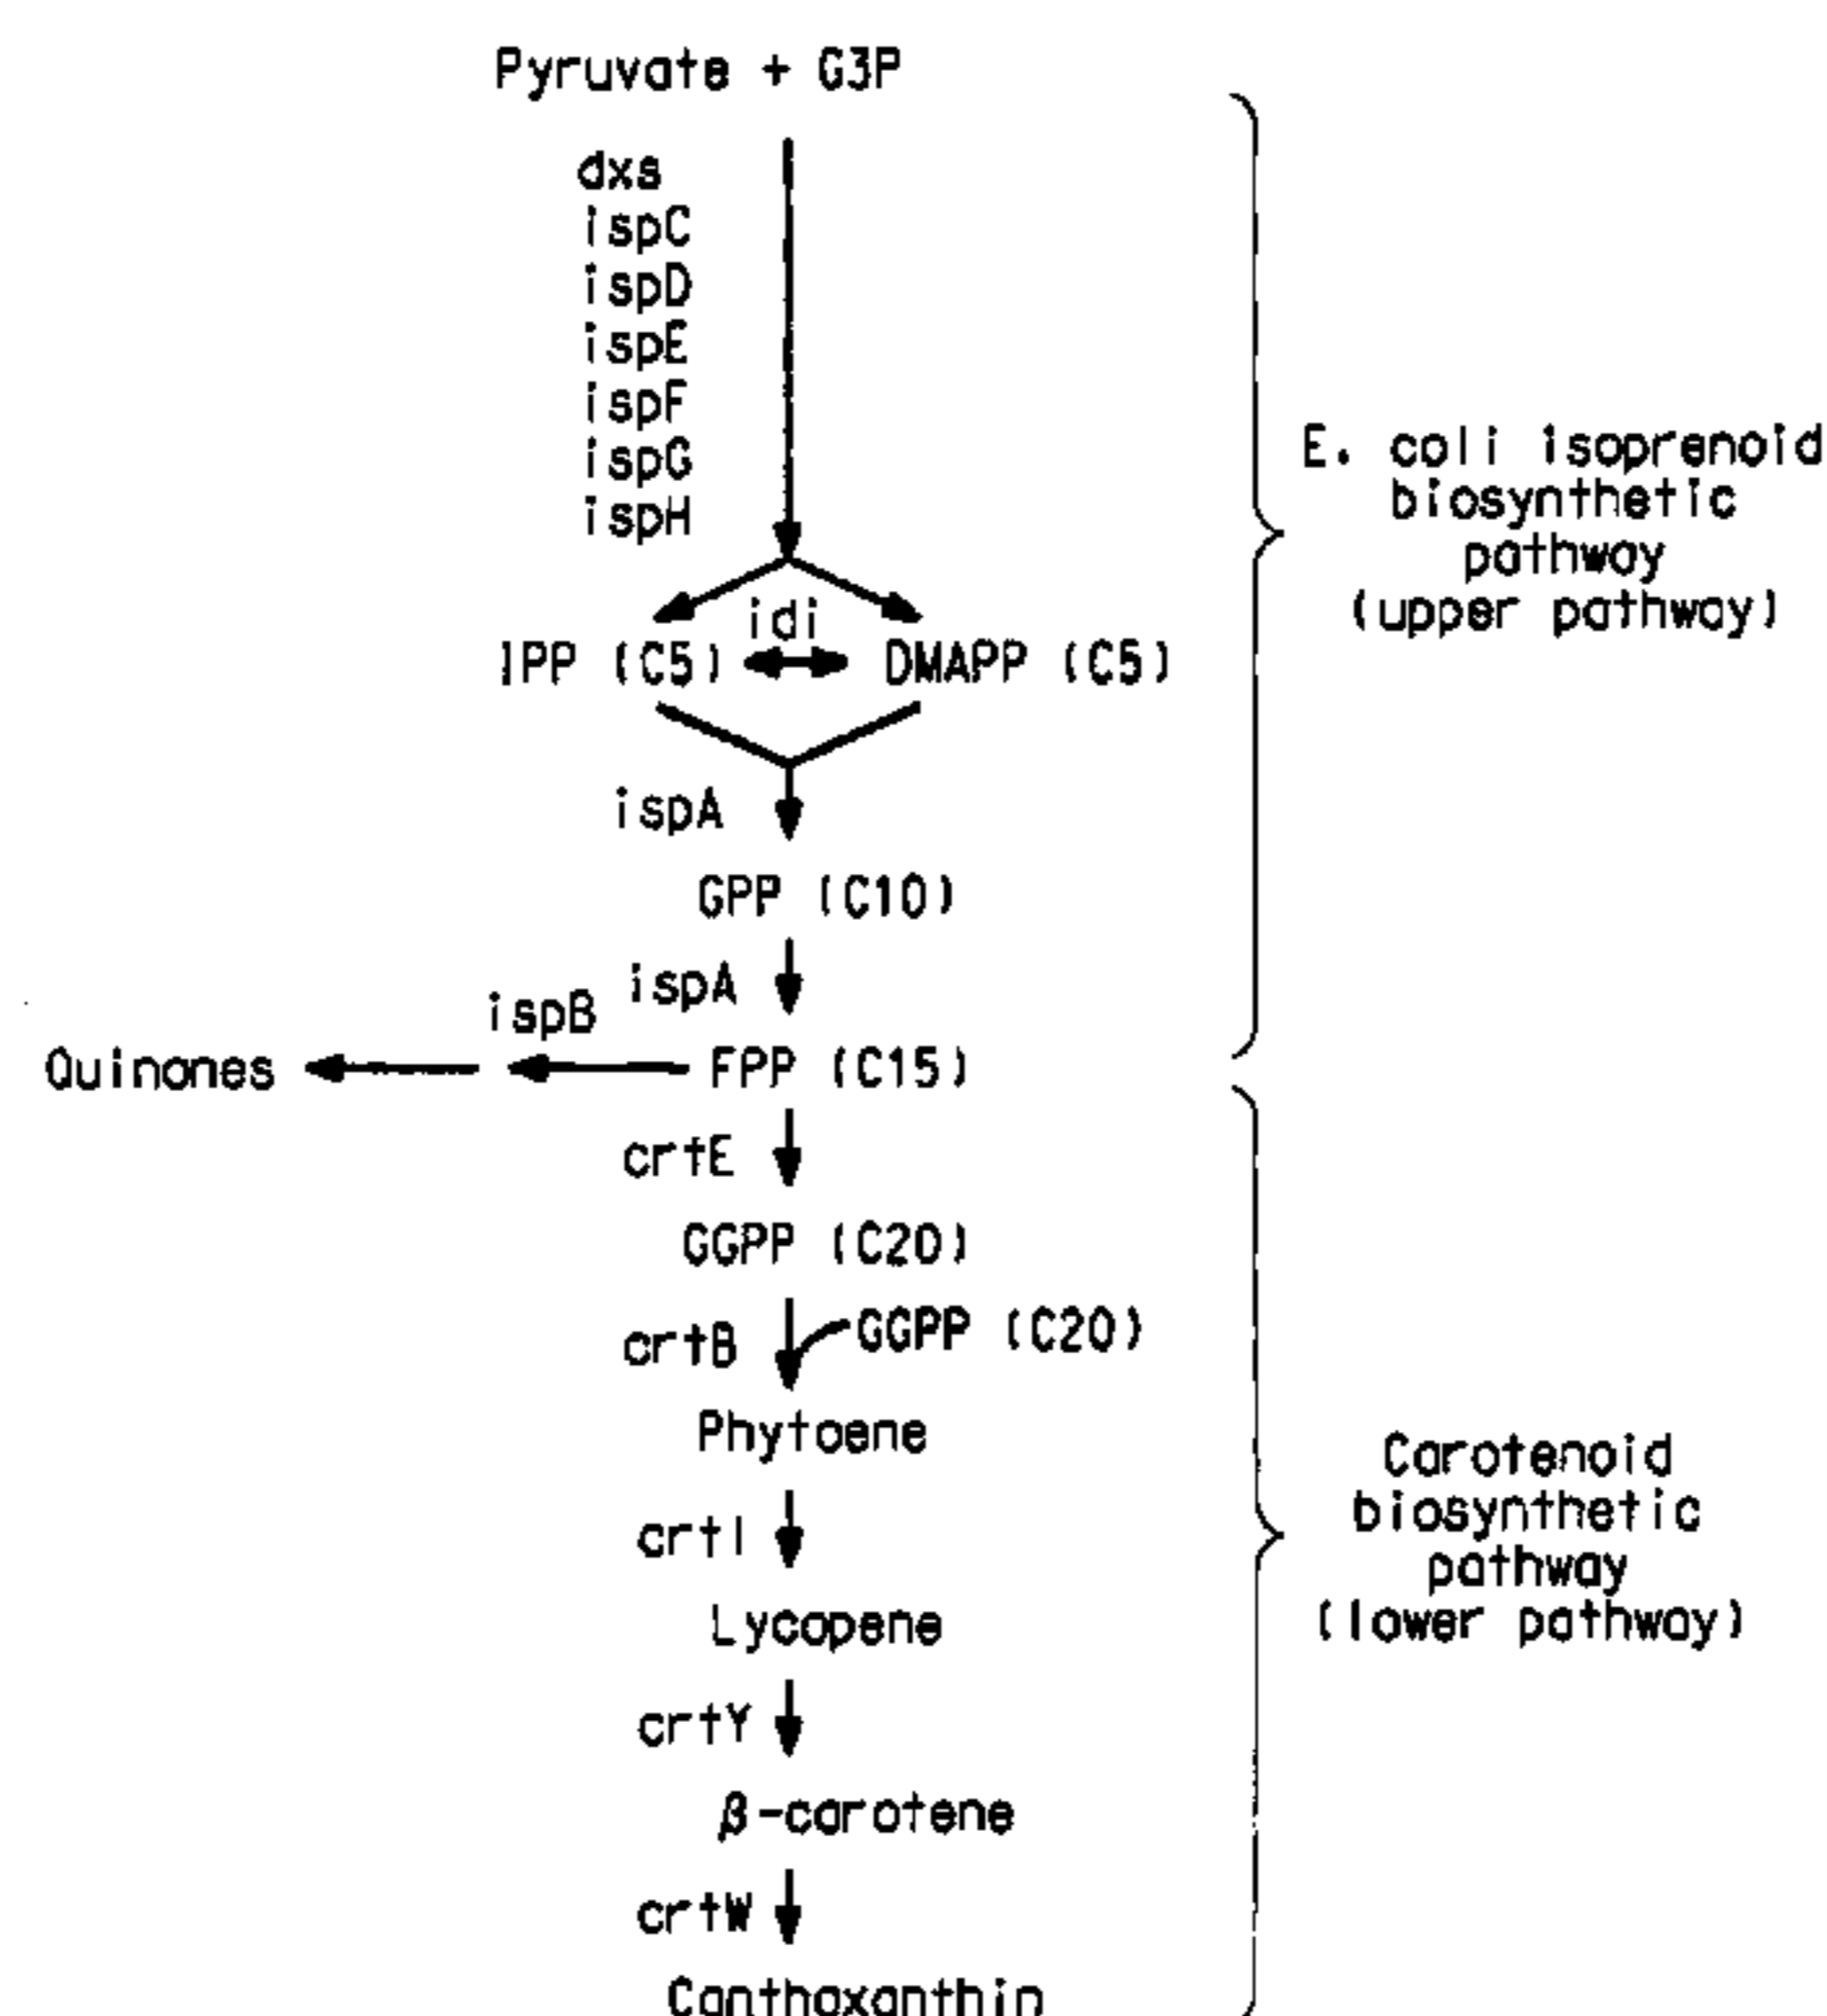 Pyruvate + G3P
dxs
ispC
ispD
ispE
ispF
ispG
ispH
E. coli isoprenoid
biosynthetic
pathway
(upper pathway)
idi
IPP (C5)
DMAPP (C5)
ispA
GPP (C10)
ispA
ispB
Quinones
FPP (C15)
crtE
GGPP (C20)
crtB
GGPP (C20)
Phytoene
Carotenoid
biosynthetic
pathway
(lower pathway)
crtI
Lycopene
crtY
β-carotene
crtW
Canthaxanthin